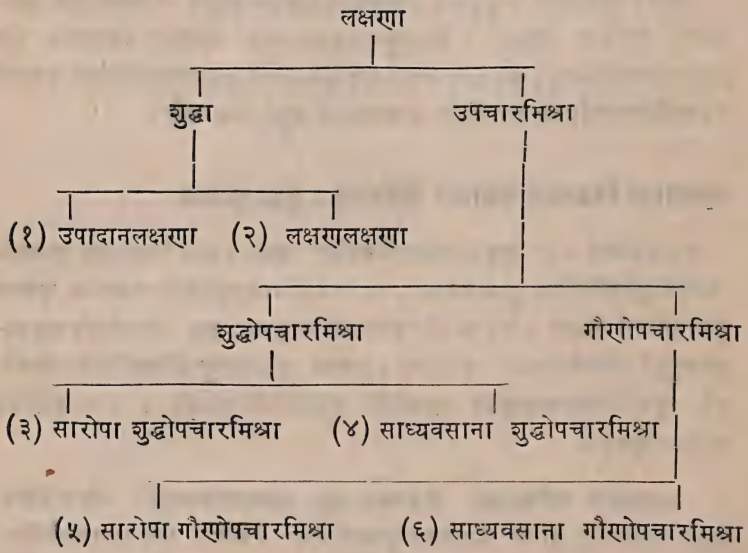 लक्षणा
शुद्धा उपचारमिश्रा
(१) उपादानलक्षणा (२) लक्षणलक्षणा
शुद्धोपचारमिश्रा गौणोपचारमिश्रा
(३) सारोपा शुद्धोपचारमिश्रा (४) साध्यवसाना शुद्धोपचारमिश्रा
(५) सारोपा गौणोपचारमिश्रा (६) साध्यवसाना गौणोपचारमिश्रा